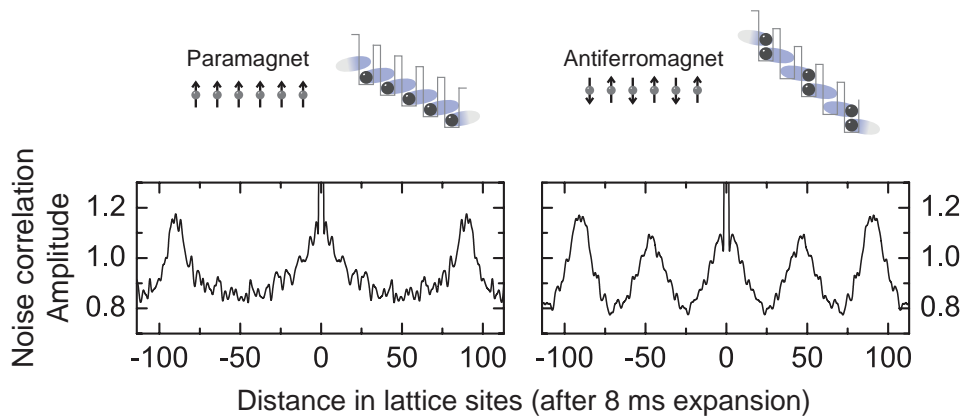 Paramagnet
Antiferromagnet
Noise correlation
Amplitude
1.2
1.0
0.8
1.2
1.0
0.8
-100 -50 0 50 100
-100 -50 0 50 100
Distance in lattice sites (after 8 ms expansion)